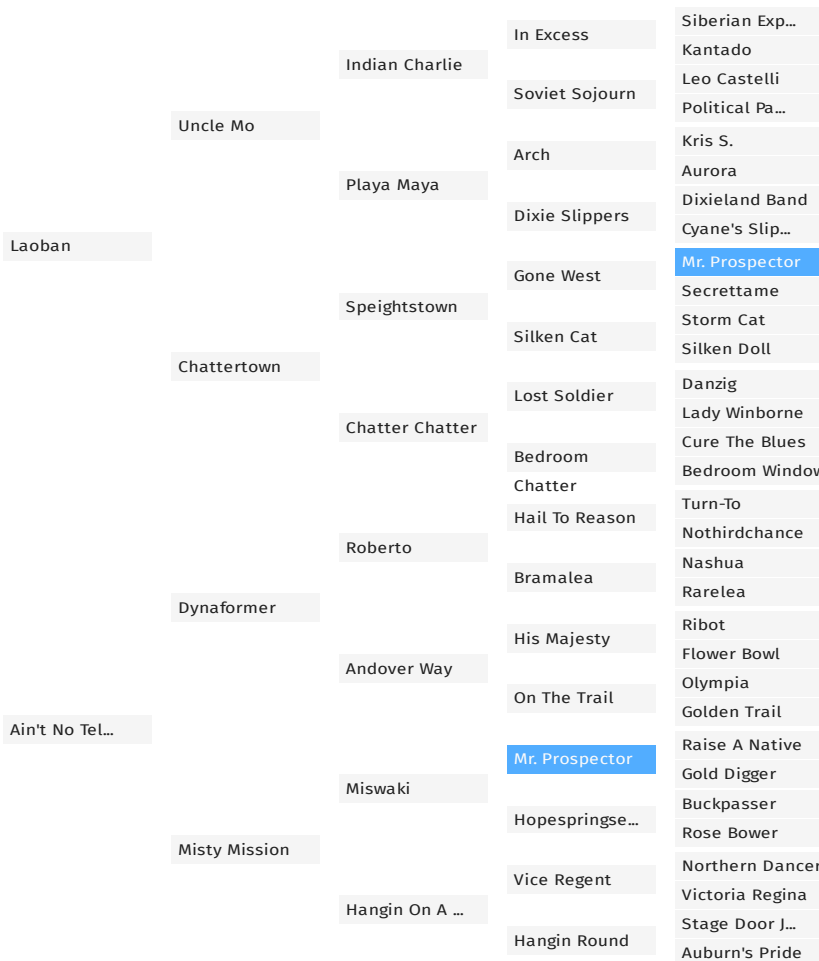 Laoban
Ain't No Tel...
Uncle Mo
Chattertown
Dynaformer
Misty Mission
Indian Charlie
Playa Maya
Speightstown
Chatter Chatter
Roberto
Andover Way
Miswaki
Hangin On A ...
In Excess
Soviet Sojourn
Arch
Dixie Slippers
Gone West
Silken Cat
Lost Soldier
Bedroom
Chatter
Hail To Reason
Bramalea
His Majesty
On The Trail
Mr. Prospector
Hopespringse...
Vice Regent
Hangin Round
Siberian Exp...
Kantado
Leo Castelli
Political Pa...
Kris S.
Aurora
Dixieland Band
Cyane's Slip...
Mr. Prospector
Secrettame
Storm Cat
Silken Doll
Danzig
Lady Winborne
Cure The Blues
Bedroom Window
Turn-To
Nothirdchance
Nashua
Rarelea
Ribot
Flower Bowl
Olympia
Golden Trail
Raise A Native
Gold Digger
Buckpasser
Rose Bower
Northern Dancer
Victoria Regina
Stage Door J...
Auburn's Pride